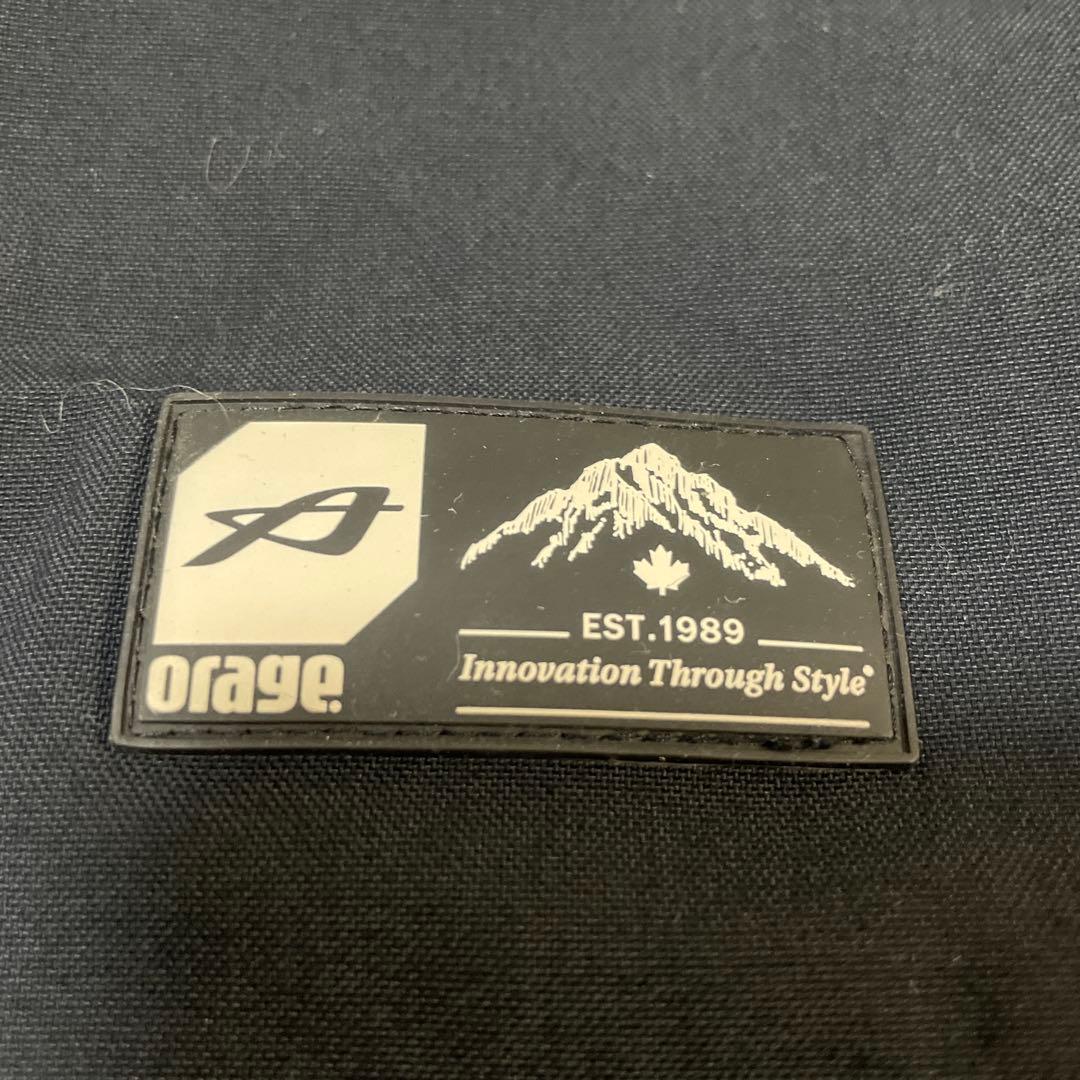 orage.
EST.1989
Innovation Through Style®